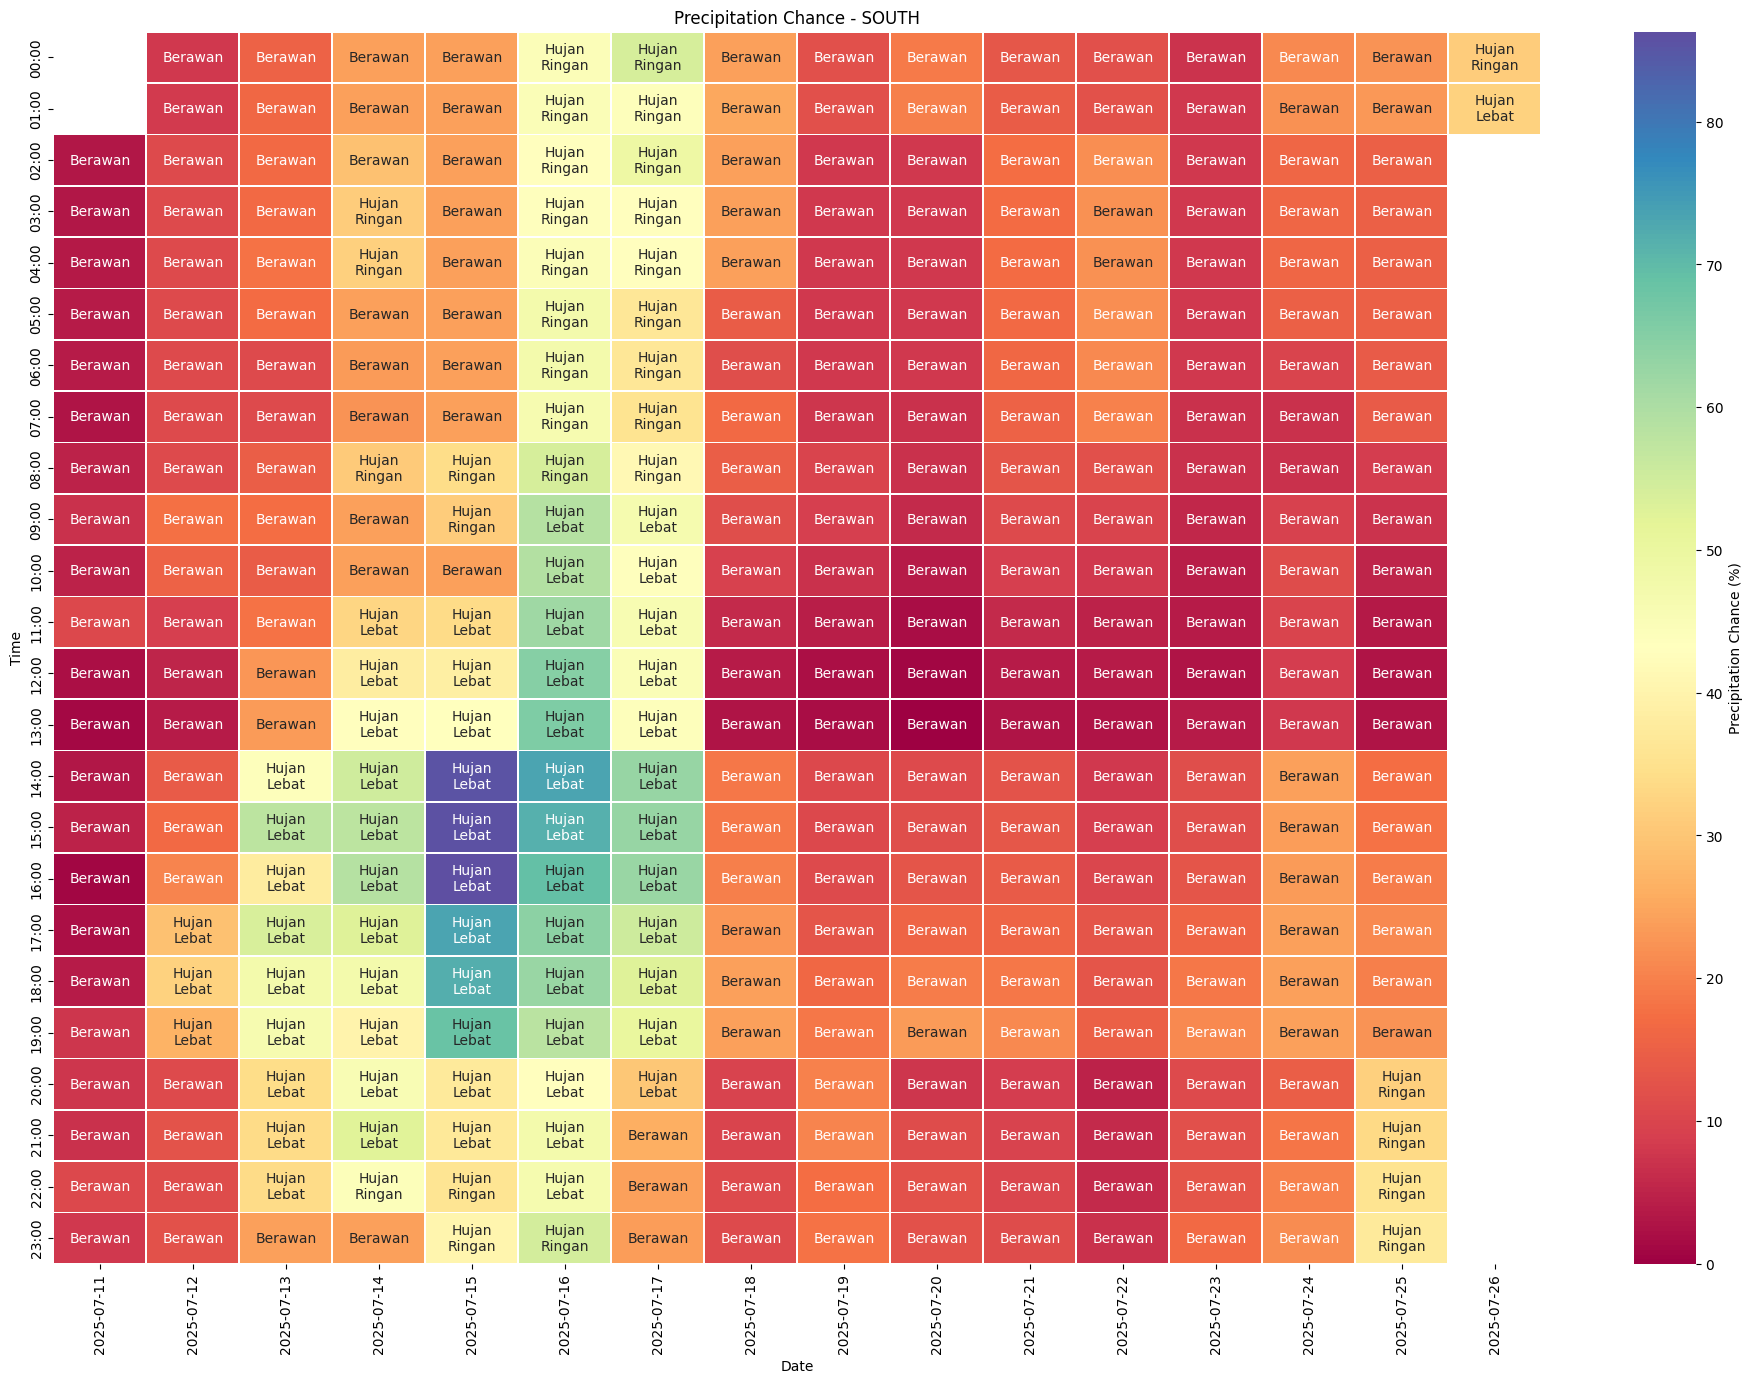 Precipitation Chance - SOUTH
00:00 Berawan Berawan Berawan Berawan Hujan Ringan Hujan Ringan Berawan Berawan Berawan Berawan Berawan Berawan Berawan Berawan Hujan Ringan
01:00 Berawan Berawan Berawan Berawan Hujan Ringan Hujan Ringan Berawan Berawan Berawan Berawan Berawan Berawan Berawan Berawan Hujan Lebat
02:00 Berawan Berawan Berawan Berawan Berawan Hujan Ringan Hujan Ringan Berawan Berawan Berawan Berawan Berawan Berawan Berawan Berawan
03:00 Berawan Berawan Berawan Hujan Ringan Berawan Hujan Ringan Hujan Ringan Berawan Berawan Berawan Berawan Berawan Berawan Berawan Berawan
04:00 Berawan Berawan Berawan Hujan Ringan Berawan Hujan Ringan Hujan Ringan Berawan Berawan Berawan Berawan Berawan Berawan Berawan Berawan
05:00 Berawan Berawan Berawan Berawan Berawan Hujan Ringan Hujan Ringan Berawan Berawan Berawan Berawan Berawan Berawan Berawan Berawan
06:00 Berawan Berawan Berawan Berawan Berawan Hujan Ringan Hujan Ringan Berawan Berawan Berawan Berawan Berawan Berawan Berawan Berawan
07:00 Berawan Berawan Berawan Berawan Berawan Hujan Ringan Hujan Ringan Berawan Berawan Berawan Berawan Berawan Berawan Berawan Berawan
08:00 Berawan Berawan Berawan Hujan Ringan Hujan Ringan Hujan Ringan Hujan Ringan Berawan Berawan Berawan Berawan Berawan Berawan Berawan Berawan
09:00 Berawan Berawan Berawan Berawan Hujan Ringan Hujan Lebat Hujan Lebat Berawan Berawan Berawan Berawan Berawan Berawan Berawan Berawan
10:00 Berawan Berawan Berawan Berawan Berawan Hujan Lebat Hujan Lebat Berawan Berawan Berawan Berawan Berawan Berawan Berawan Berawan
11:00 Berawan Berawan Berawan Hujan Lebat Hujan Lebat Hujan Lebat Hujan Lebat Berawan Berawan Berawan Berawan Berawan Berawan Berawan Berawan
12:00 Berawan Berawan Berawan Hujan Lebat Hujan Lebat Hujan Lebat Hujan Lebat Berawan Berawan Berawan Berawan Berawan Berawan Berawan Berawan
13:00 Berawan Berawan Berawan Hujan Lebat Hujan Lebat Hujan Lebat Hujan Lebat Berawan Berawan Berawan Berawan Berawan Berawan Berawan Berawan
14:00 Berawan Berawan Hujan Lebat Hujan Lebat Hujan Lebat Hujan Lebat Hujan Lebat Berawan Berawan Berawan Berawan Berawan Berawan Berawan Berawan
15:00 Berawan Berawan Hujan Lebat Hujan Lebat Hujan Lebat Hujan Lebat Hujan Lebat Berawan Berawan Berawan Berawan Berawan Berawan Berawan Berawan
16:00 Berawan Berawan Hujan Lebat Hujan Lebat Hujan Lebat Hujan Lebat Hujan Lebat Berawan Berawan Berawan Berawan Berawan Berawan Berawan Berawan
17:00 Berawan Hujan Lebat Hujan Lebat Hujan Lebat Hujan Lebat Hujan Lebat Hujan Lebat Berawan Berawan Berawan Berawan Berawan Berawan Berawan Berawan
18:00 Berawan Hujan Lebat Hujan Lebat Hujan Lebat Hujan Lebat Hujan Lebat Hujan Lebat Berawan Berawan Berawan Berawan Berawan Berawan Berawan Berawan
19:00 Berawan Hujan Lebat Hujan Lebat Hujan Lebat Hujan Lebat Hujan Lebat Hujan Lebat Berawan Berawan Berawan Berawan Berawan Berawan Berawan Berawan
20:00 Berawan Berawan Hujan Lebat Hujan Lebat Hujan Lebat Hujan Lebat Hujan Lebat Berawan Berawan Berawan Berawan Berawan Berawan Berawan Hujan Ringan
21:00 Berawan Berawan Hujan Lebat Hujan Lebat Hujan Lebat Hujan Lebat Berawan Berawan Berawan Berawan Berawan Berawan Berawan Berawan Hujan Ringan
22:00 Berawan Berawan Hujan Lebat Hujan Ringan Hujan Ringan Hujan Lebat Berawan Berawan Berawan Berawan Berawan Berawan Berawan Berawan Hujan Ringan
23:00 Berawan Berawan Berawan Berawan Hujan Ringan Hujan Ringan Berawan Berawan Berawan Berawan Berawan Berawan Berawan Berawan Hujan Ringan
Time
2025-07-11 2025-07-12 2025-07-13 2025-07-14 2025-07-15 2025-07-16 2025-07-17 2025-07-18 2025-07-19 2025-07-20 2025-07-21 2025-07-22 2025-07-23 2025-07-24 2025-07-25 2025-07-26
Date
80
70
60
50
40
30
20
10
0
Precipitation Chance (%)